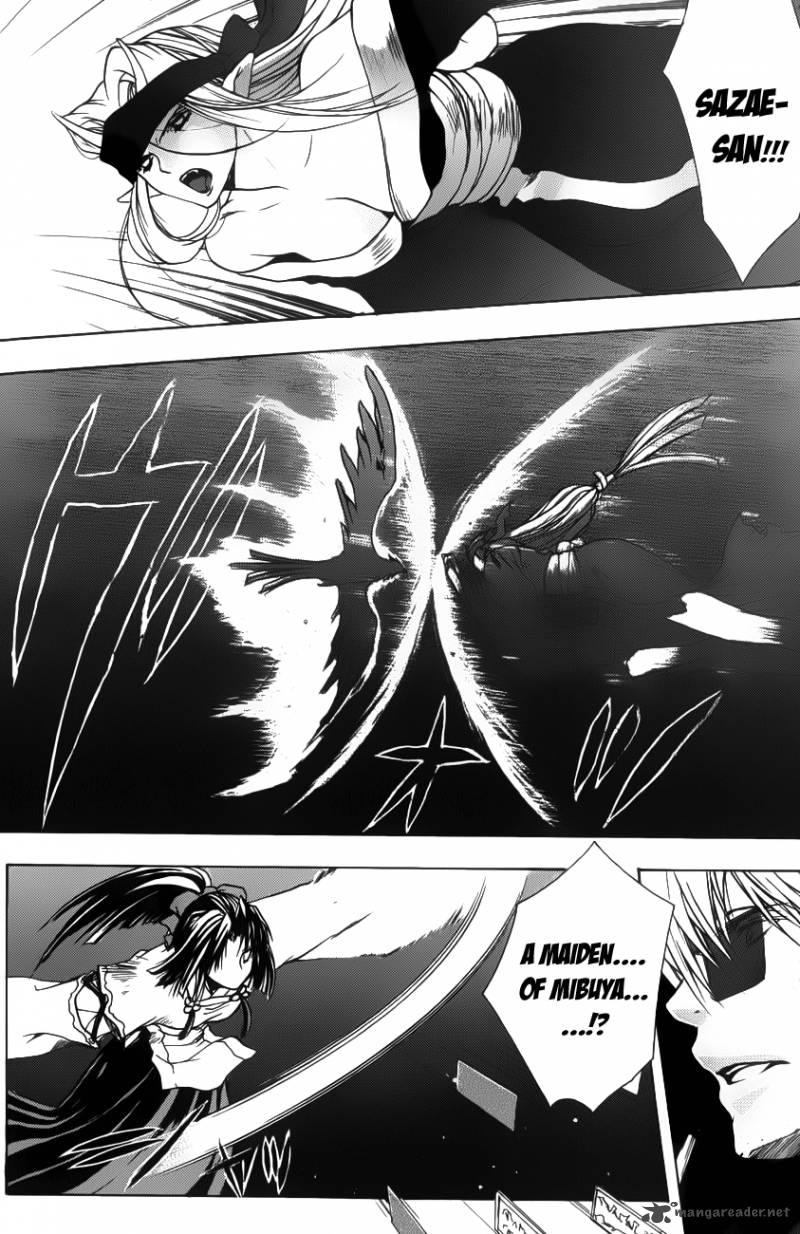 SAZAE-
SAN!!!
A MAIDEN....
OF MIBUYA...
....!?
mangareader.net